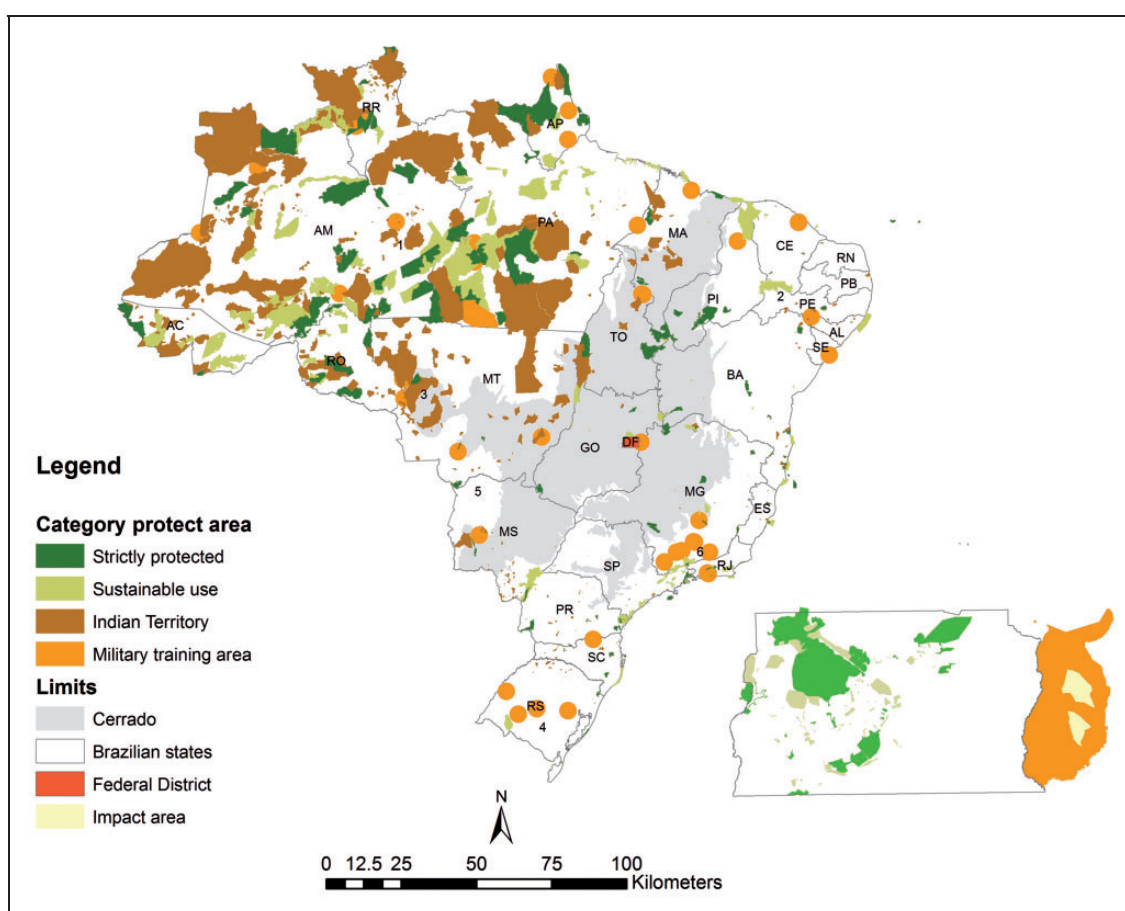 RR
AP
AM
1
PA
MA
CE
RN
PB
PI
2
PE
AL
SE
AC
TO
RO
BA
MT
3
DF
GO
MG
5
ES
MS
6
SP
RJ
PR
SC
RS
4
Legend
Category protect area
Strictly protected
Sustainable use
Indian Territory
Military training area
Limits
Cerrado
Brazilian states
Federal District
Impact area
N
0 12.5 25 50 75 100
Kilometers